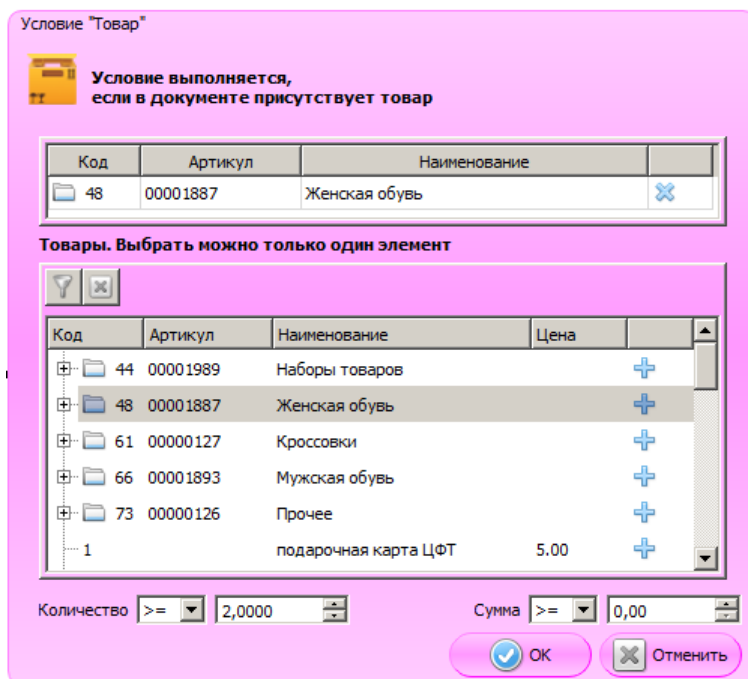 Условие "Товар"
Условие выполняется,
если в документе присутствует товар
Код Артикул Наименование
48 00001887 Женская обувь
Товары. Выбрать можно только один элемент
Код Артикул Наименование Цена
44 00001989 Наборы товаров
48 00001887 Женская обувь
61 00000127 Кроссовки
66 00001893 Мужская обувь
73 00000126 Прочее
1 подарочная карта ЦФТ 5.00
Количество >= 2,0000 Сумма >= 0,00
OK Отменить